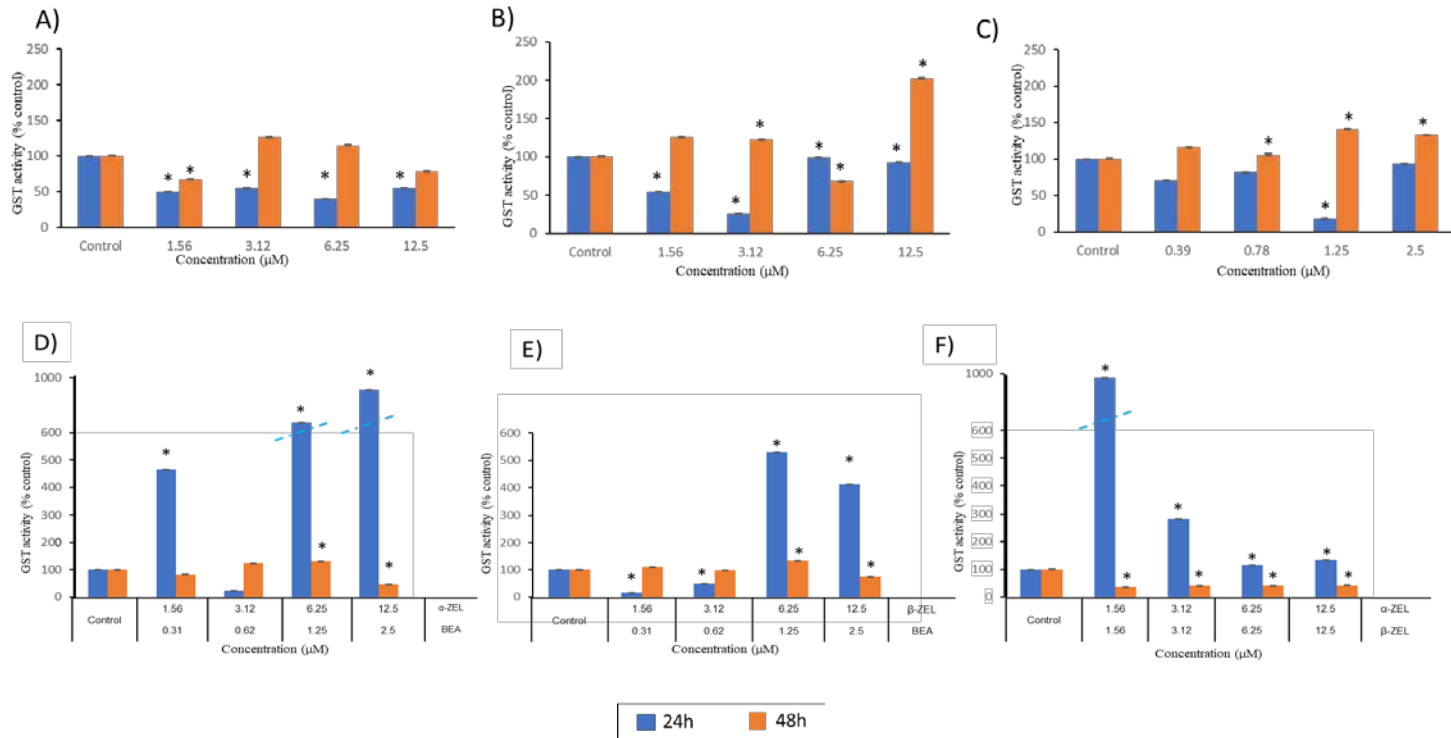 A)
GST activity (% control)
250
200
150
100
50
0
* * * * *
Control 1.56 3.12 6.25 12.5
Concentration (μM)
B)
GST activity (% control)
250
200
150
100
50
0
* * * * * * *
Control 1.56 3.12 6.25 12.5
Concentration (μM)
C)
GST activity (% control)
250
200
150
100
50
0
* * * *
Control 0.39 0.78 1.25 2.5
Concentration (μM)
D)
GST activity (% control)
1000
600
500
400
300
200
100
0
* * * * *
Control 1.56 3.12 6.25 12.5 α-ZEL
0.31 0.62 1.25 2.5 BEA
Concentration (μM)
E)
GST activity (% control)
600
500
400
300
200
100
0
* * * * * *
Control 1.56 3.12 6.25 12.5 β-ZEL
0.31 0.62 1.25 2.5 BEA
Concentration (μM)
F)
GST activity (% control)
1000
600
500
400
300
200
100
0
* * * * * * * *
Control 1.56 3.12 6.25 12.5 α-ZEL
1.56 3.12 6.25 12.5 β-ZEL
Concentration (μM)
24h 48h